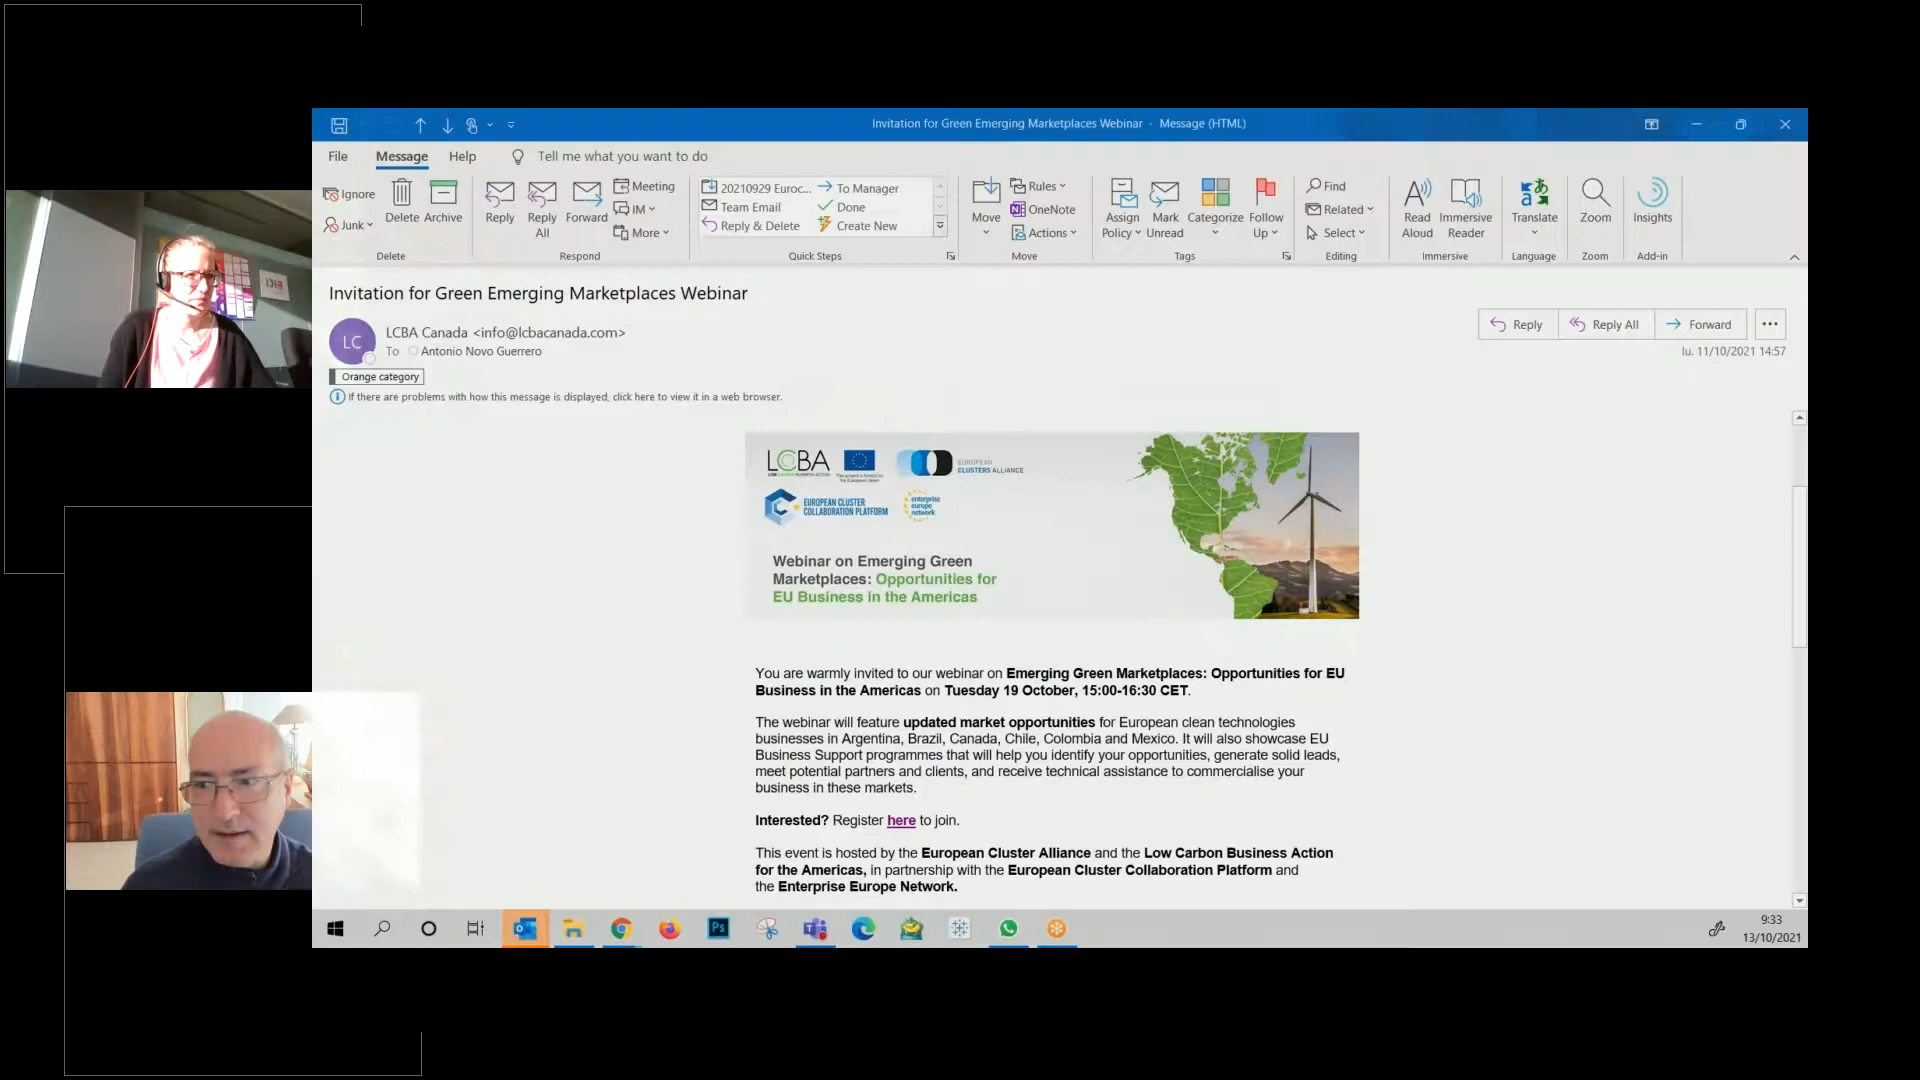 Invitation for Green Emerging Marketplaces Webinar - Message (HTML)
File Message Help Tell me what you want to do
Ignore
Junk
Delete
Archive
Delete
Reply
Reply All
Forward
Meeting
IM
More
Respond
20210929 Euroc...
To Manager
Team Email
Done
Reply & Delete
Create New
Quick Steps
Move
Rules
OneNote
Actions
Move
Assign Policy
Mark Unread
Categorize
Follow Up
Tags
Find
Related
Select
Editing
Read Aloud
Immersive Reader
Immersive
Translate
Language
Zoom
Zoom
Insights
Add-in
Invitation for Green Emerging Marketplaces Webinar
LC
LCBA Canada <info@lcbacanada.com>
To Antonio Novo Guerrero
Reply Reply All Forward
lu. 11/10/2021 14:57
Orange category
If there are problems with how this message is displayed, click here to view it in a web browser.
LCBA
EUROPEAN
CLUSTERS ALLIANCE
EUROPEAN CLUSTER
COLLABORATION PLATFORM
enterprise
europe
network
Webinar on Emerging Green
Marketplaces: Opportunities for
EU Business in the Americas
You are warmly invited to our webinar on Emerging Green Marketplaces: Opportunities for EU
Business in the Americas on Tuesday 19 October, 15:00-16:30 CET.
The webinar will feature updated market opportunities for European clean technologies
businesses in Argentina, Brazil, Canada, Chile, Colombia and Mexico. It will also showcase EU
Business Support programmes that will help you identify your opportunities, generate solid leads,
meet potential partners and clients, and receive technical assistance to commercialise your
business in these markets.
Interested? Register here to join.
This event is hosted by the European Cluster Alliance and the Low Carbon Business Action
for the Americas, in partnership with the European Cluster Collaboration Platform and
the Enterprise Europe Network.
Ps
9:33
13/10/2021